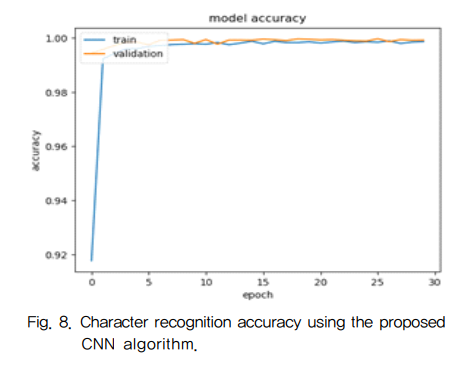 model accuracy
1.00
0.98
0.96
0.94
0.92
accuracy
train
validation
0 5 10 15 20 25 30
epoch
Fig. 8. Character recognition accuracy using the proposed
CNN algorithm.